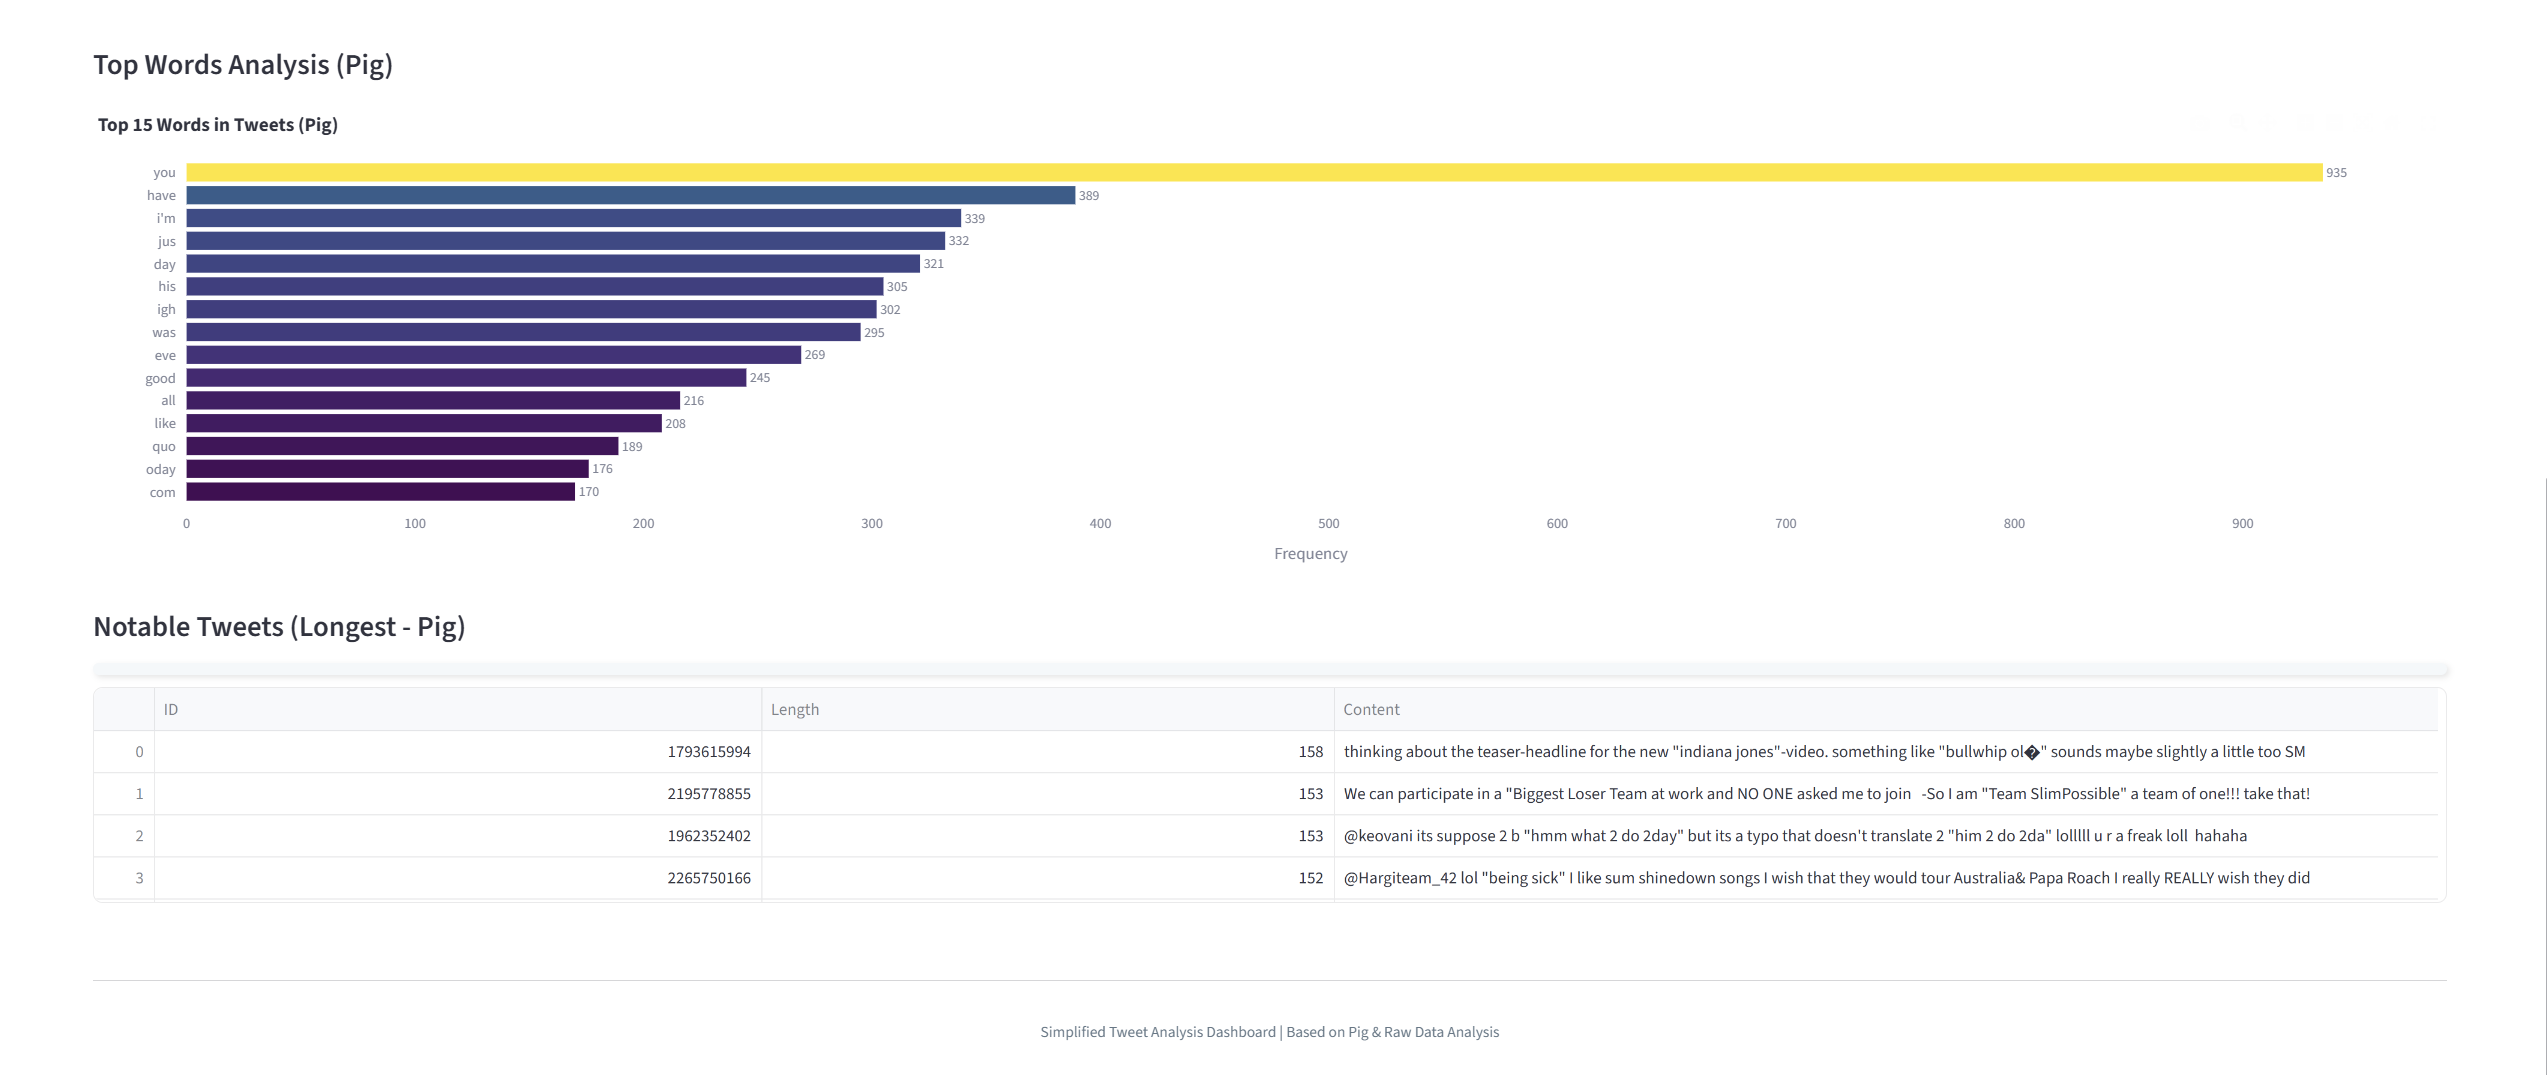 Top Words Analysis (Pig)
Top 15 Words in Tweets (Pig)
you 935
have 389
i'm 339
jus 332
day 321
his 305
igh 302
was 295
eve 269
good 245
all 216
like 208
quo 189
oday 176
com 170
0 100 200 300 400 500 600 700 800 900
Frequency
Notable Tweets (Longest - Pig)
ID Length Content
0 1793615994 158 thinking about the teaser-headline for the new "indiana jones"-video. something like "bullwhip ol�" sounds maybe slightly a little too SM
1 2195778855 153 We can participate in a "Biggest Loser Team at work and NO ONE asked me to join  -So I am "Team SlimPossible" a team of one!!! take that!
2 1962352402 153 @keovani its suppose 2 b "hmm what 2 do 2day" but its a typo that doesn't translate 2 "him 2 do 2da" lolllll u r a freak loll  hahaha
3 2265750166 152 @Hargiteam_42 lol "being sick" I like sum shinedown songs I wish that they would tour Australia& Papa Roach I really REALLY wish they did
Simplified Tweet Analysis Dashboard | Based on Pig & Raw Data Analysis